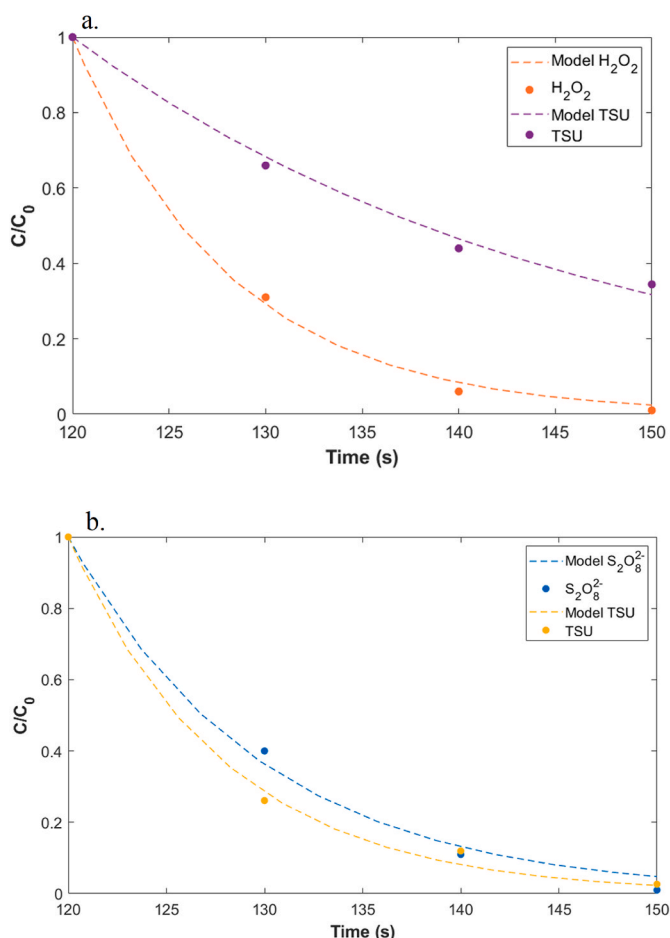 a.
1
0.8
0.6
0.4
0.2
0
C/C₀
Model H₂O₂
H₂O₂
Model TSU
TSU
120 125 130 135 140 145 150
Time (s)
b.
1
0.8
0.6
0.4
0.2
0
C/C₀
Model S₂O₈²⁻
S₂O₈²⁻
Model TSU
TSU
120 125 130 135 140 145 150
Time (s)